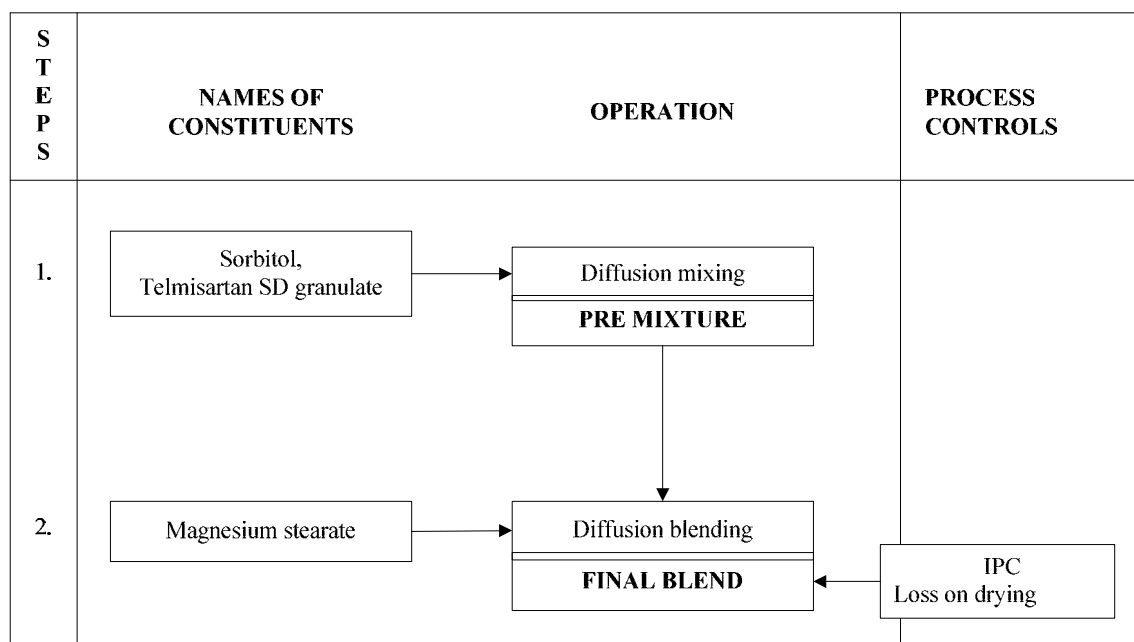 STEPS
NAMES OF
CONSTITUENTS
OPERATION
PROCESS
CONTROLS
1.
Sorbitol,
Telmisartan SD granulate
Diffusion mixing
PRE MIXTURE
2.
Magnesium stearate
Diffusion blending
FINAL BLEND
IPC
Loss on drying